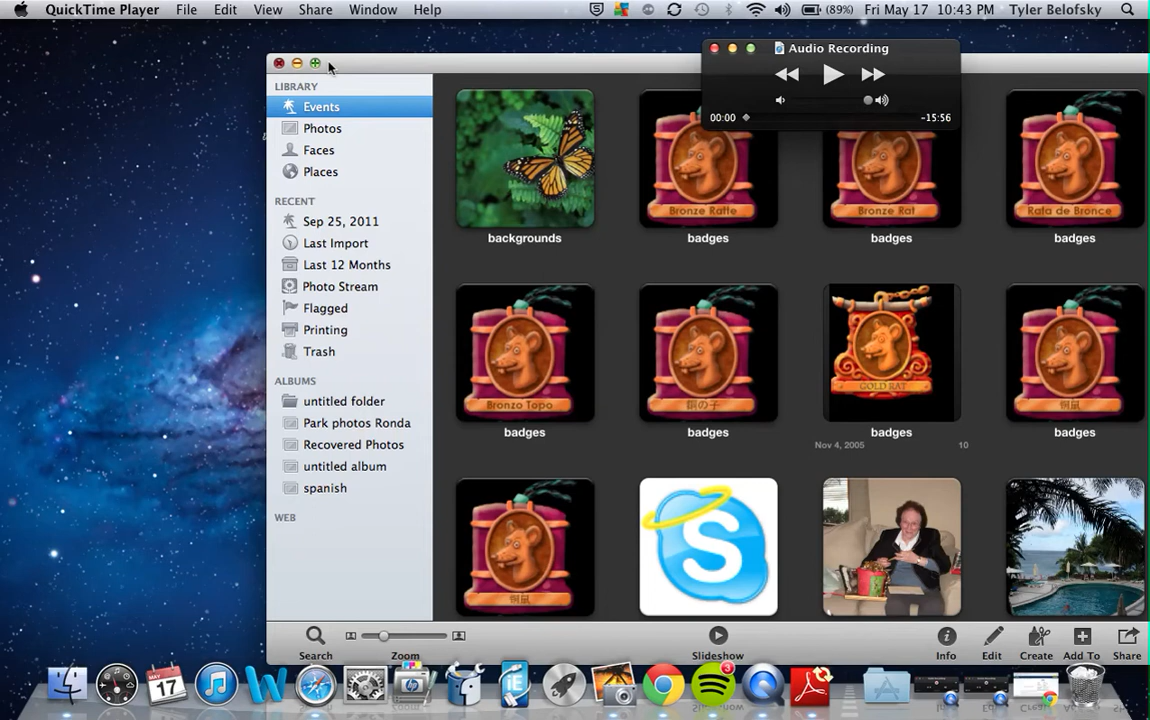 QuickTime Player File Edit View Share Window Help (89%) Fri May 17 10:43 PM Tyler Belofsky
Audio Recording
00:00 -15:56
LIBRARY
Events
Photos
Faces
Places
RECENT
Sep 25, 2011
Last Import
Last 12 Months
Photo Stream
Flagged
Printing
Trash
ALBUMS
untitled folder
Park photos Ronda
Recovered Photos
untitled album
spanish
WEB
Bronze Ratte Bronze Rat Rata de Bronce
backgrounds badges badges badges
Bronzo Topo 銅の子 GOLD RAT
badges badges badges badges
Nov 4, 2005 10
S
Search Zoom Slideshow Info Edit Create Add To Share
MAY
17 W iE 3